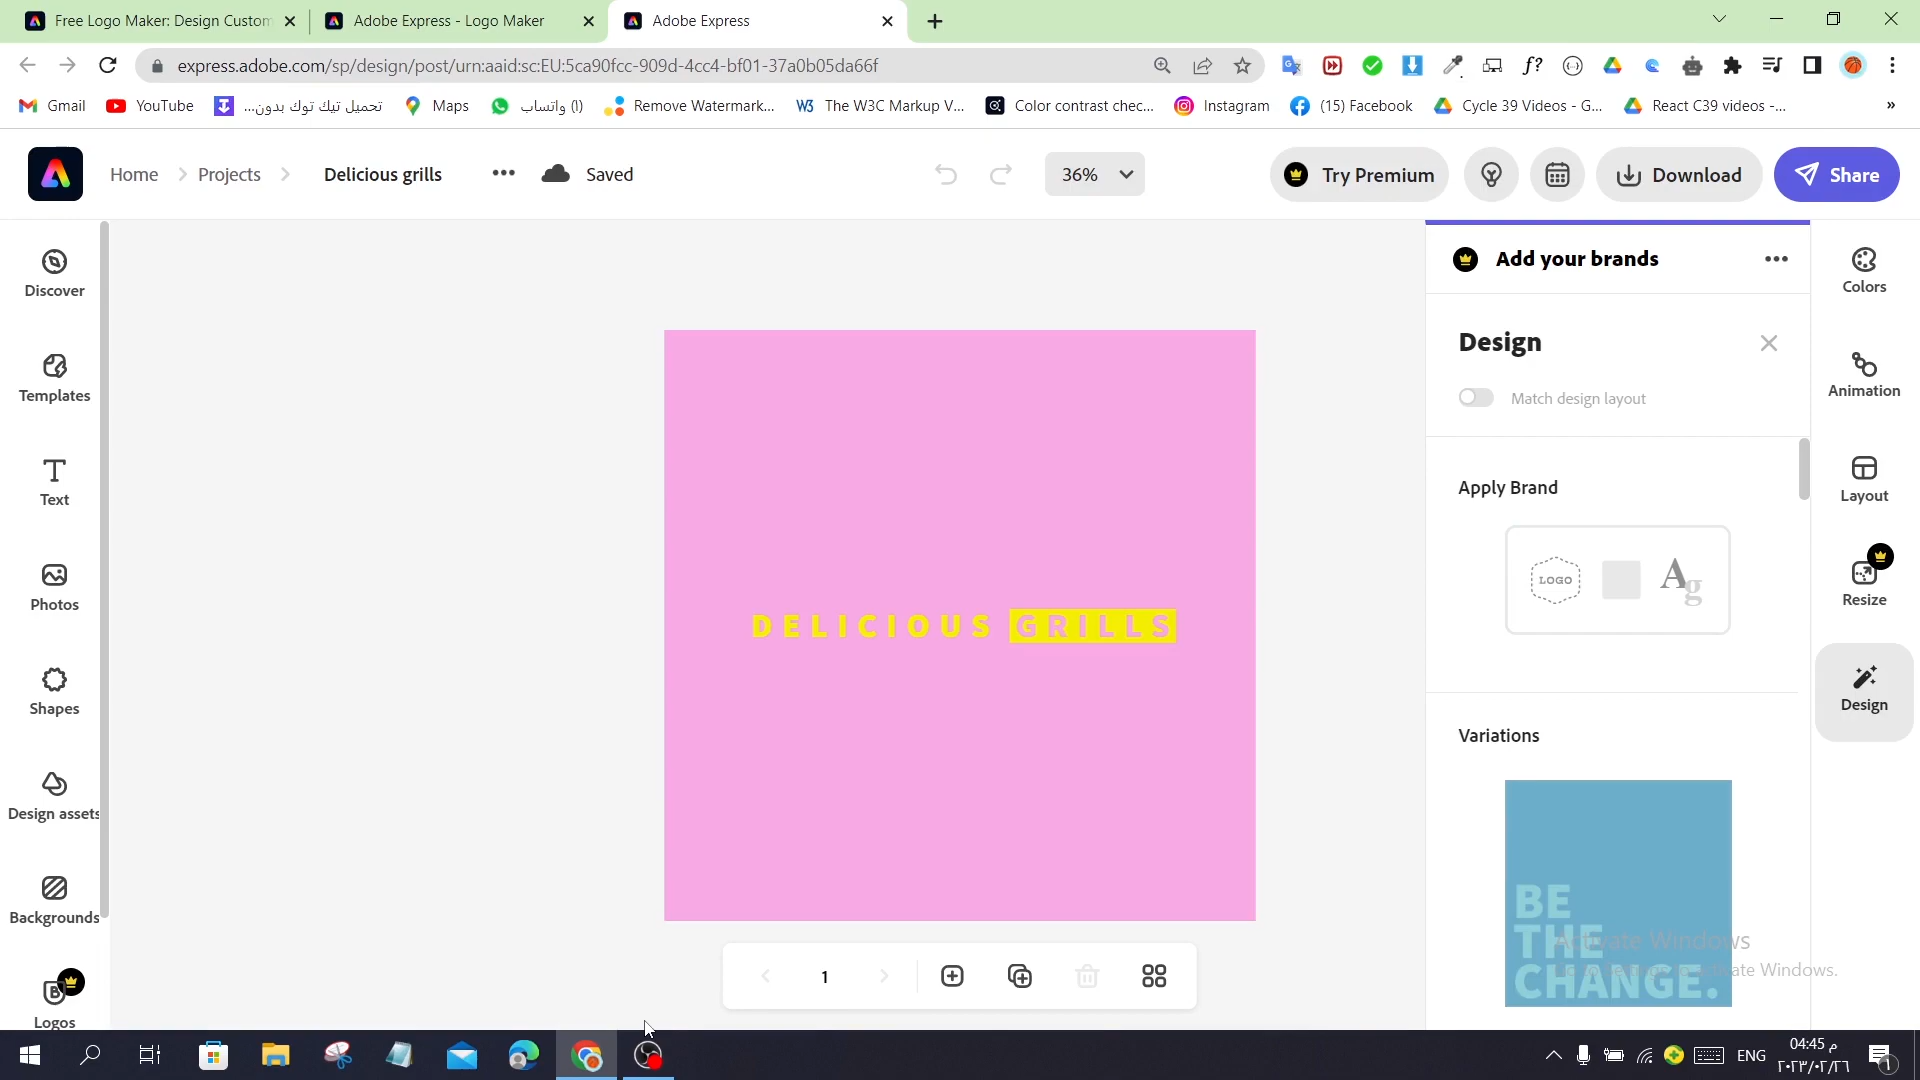 Free Logo Maker: Design Custom
Adobe Express - Logo Maker
Adobe Express
express.adobe.com/sp/design/post/urn:aaid:sc:EU:5ca90fcc-909d-4cc4-bf01-37a0b05da66f
Gmail
YouTube
تحميل تيك توك بدون...
Maps
(1) واتساب
Remove Watermark...
The W3C Markup V...
Color contrast chec...
Instagram
(15) Facebook
Cycle 39 Videos - G...
React C39 videos -...
»
Home
Projects
Delicious grills
Saved
36%
Try Premium
Download
Share
Discover
Templates
Text
Photos
Shapes
Design assets
Backgrounds
Logos
DELICIOUS GRILLS
1
Add your brands
Design
Match design layout
Apply Brand
LOGO
Ag
Variations
BE
THE
CHANGE.
Activate Windows
Colors
Animation
Layout
Resize
Design
ENG
04:45 م
٢٠٢٣/٠٢/٢٦
١